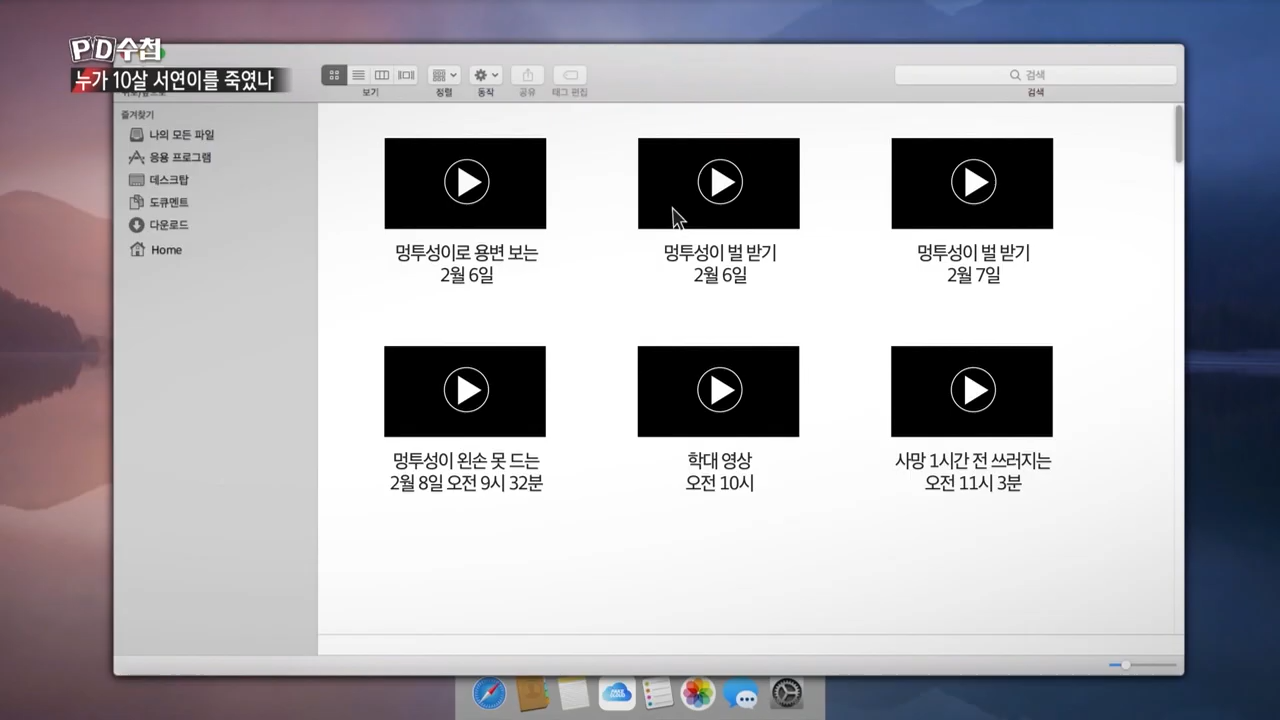 PD수첩
누가 10살 서연이를 죽였나
보기
정렬
동작
공유
태그 편집
검색
검색
즐겨찾기
나의 모든 파일
응용 프로그램
데스크탑
도큐멘트
다운로드
Home
멍투성이로 용변 보는
2월 6일
멍투성이 벌 받기
2월 6일
멍투성이 벌 받기
2월 7일
멍투성이 왼손 못 드는
2월 8일 오전 9시 32분
학대 영상
오전 10시
사망 1시간 전 쓰러지는
오전 11시 3분